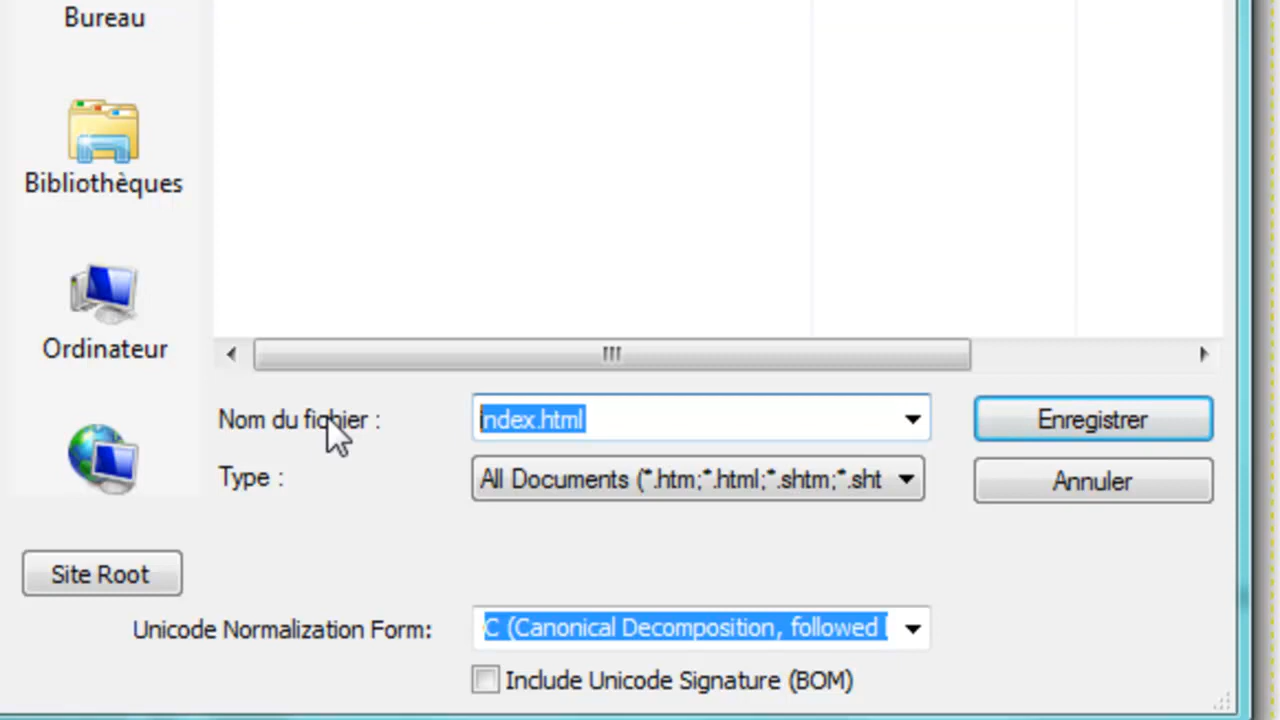 Bureau
Bibliothèques
Ordinateur
Nom du fichier :
index.html
Enregistrer
Type :
All Documents (*.htm;*.html;*.shtm;*.sht
Annuler
Site Root
Unicode Normalization Form:
C (Canonical Decomposition, followed
Include Unicode Signature (BOM)